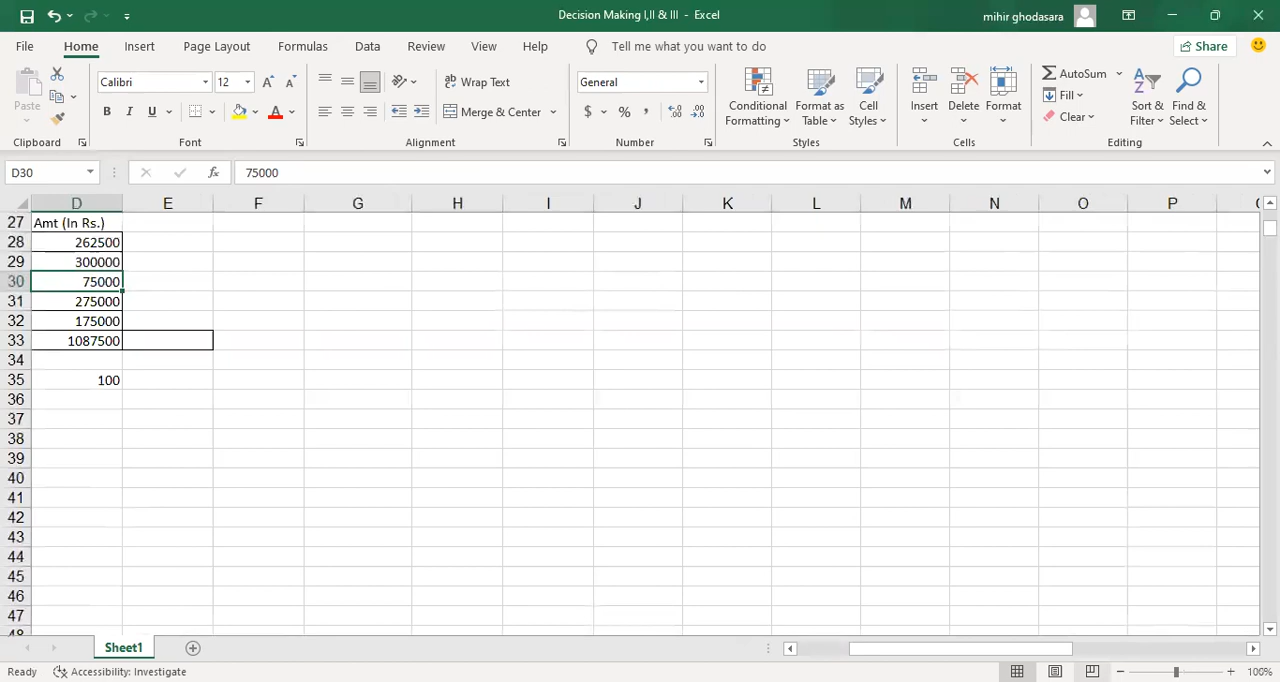 Decision Making I,II & III - Excel
mihir ghodasara
File Home Insert Page Layout Formulas Data Review View Help Tell me what you want to do Share
Paste
Calibri 12
B I U A
Wrap Text
Merge & Center
General
$ % ,
Conditional Formatting
Format as Table
Cell Styles
Insert Delete Format
AutoSum
Fill
Clear
Sort & Filter
Find & Select
Clipboard Font Alignment Number Styles Cells Editing
D30 fx 75000
D E F G H I J K L M N O P
27 Amt (In Rs.)
28 262500
29 300000
30 75000
31 275000
32 175000
33 1087500
34
35 100
36
37
38
39
40
41
42
43
44
45
46
47
48
Sheet1
Ready Accessibility: Investigate 100%